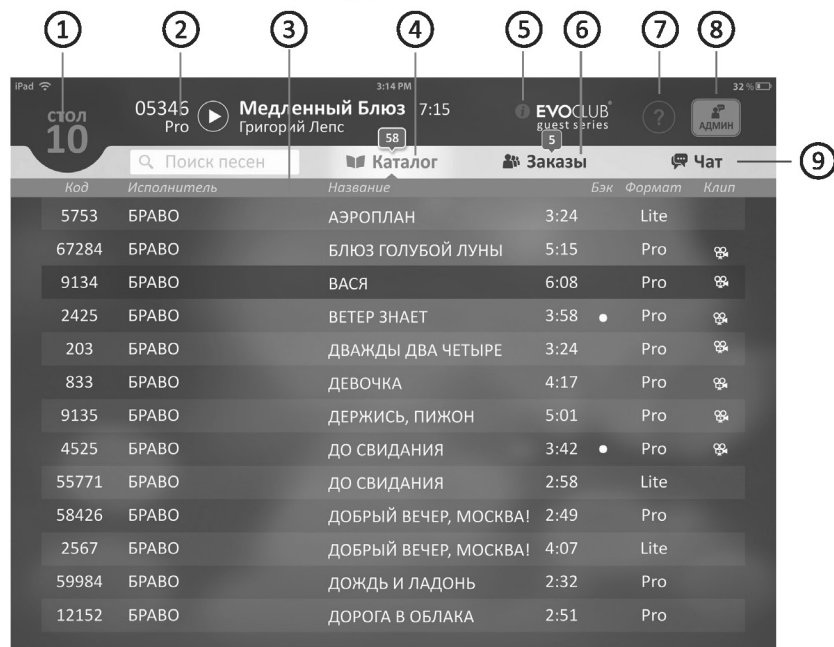 1 2 3 4 5 6 7 8
iPad 3:14 PM 32 %
СТОЛ 10
05346 Pro Медленный Блюз 7:15
Григорий Лепс
EVOCLUB®
guest series
? АДМИН
58 5
Поиск песен Каталог Заказы Чат 9
Код Исполнитель Название Бэк Формат Клип
5753 БРАВО АЭРОПЛАН 3:24 Lite
67284 БРАВО БЛЮЗ ГОЛУБОЙ ЛУНЫ 5:15 Pro
9134 БРАВО ВАСЯ 6:08 Pro
2425 БРАВО ВЕТЕР ЗНАЕТ 3:58 Pro
203 БРАВО ДВАЖДЫ ДВА ЧЕТЫРЕ 3:24 Pro
833 БРАВО ДЕВОЧКА 4:17 Pro
9135 БРАВО ДЕРЖИСЬ, ПИЖОН 5:01 Pro
4525 БРАВО ДО СВИДАНИЯ 3:42 Pro
55771 БРАВО ДО СВИДАНИЯ 2:58 Lite
58426 БРАВО ДОБРЫЙ ВЕЧЕР, МОСКВА! 2:49 Pro
2567 БРАВО ДОБРЫЙ ВЕЧЕР, МОСКВА! 4:07 Lite
59984 БРАВО ДОЖДЬ И ЛАДОНЬ 2:32 Pro
12152 БРАВО ДОРОГА В ОБЛАКА 2:51 Pro